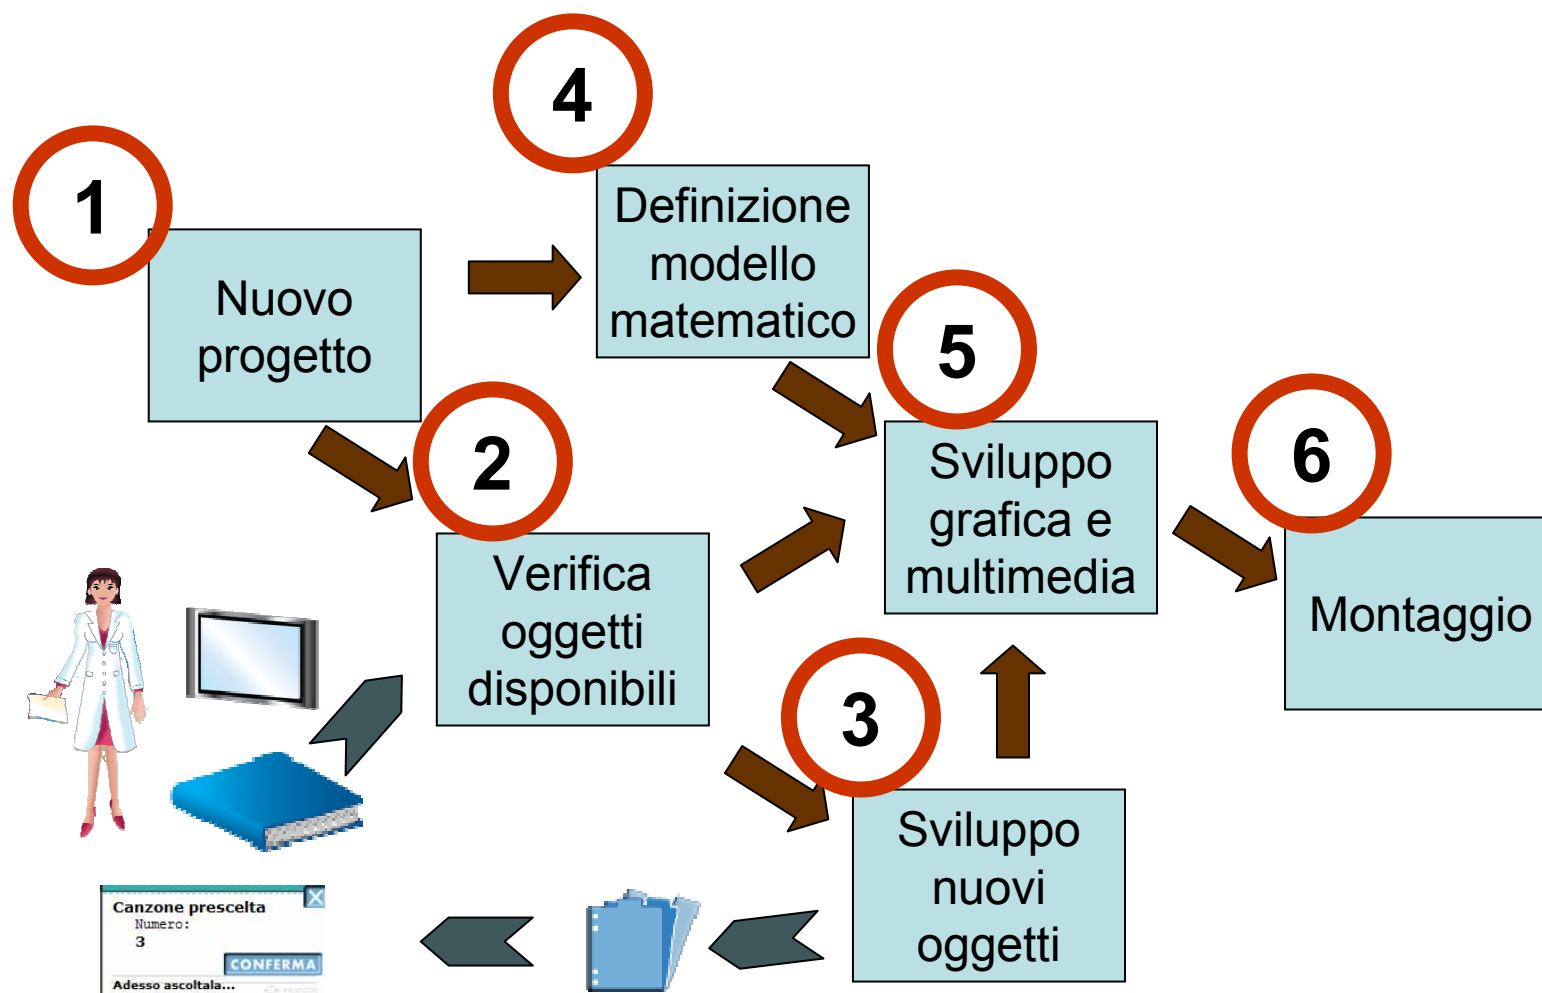 1
Nuovo
progetto
4
Definizione
modello
matematico
2
Verifica
oggetti
disponibili
5
Sviluppo
grafica e
multimedia
6
Montaggio
3
Sviluppo
nuovi
oggetti
Canzone prescelta
Numero:
3
CONFERMA
Adesso ascoltala...